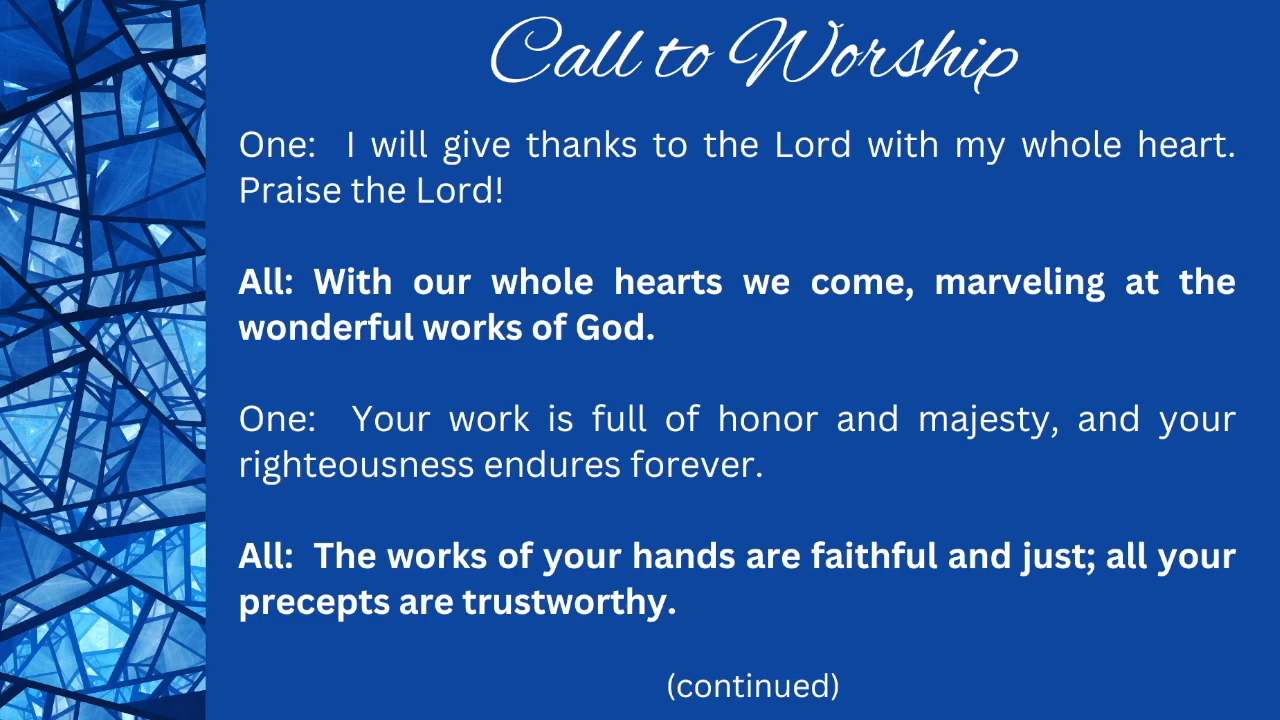 Call to Worship
One: I will give thanks to the Lord with my whole heart.
Praise the Lord!
All: With our whole hearts we come, marveling at the
wonderful works of God.
One: Your work is full of honor and majesty, and your
righteousness endures forever.
All: The works of your hands are faithful and just; all your
precepts are trustworthy.
(continued)